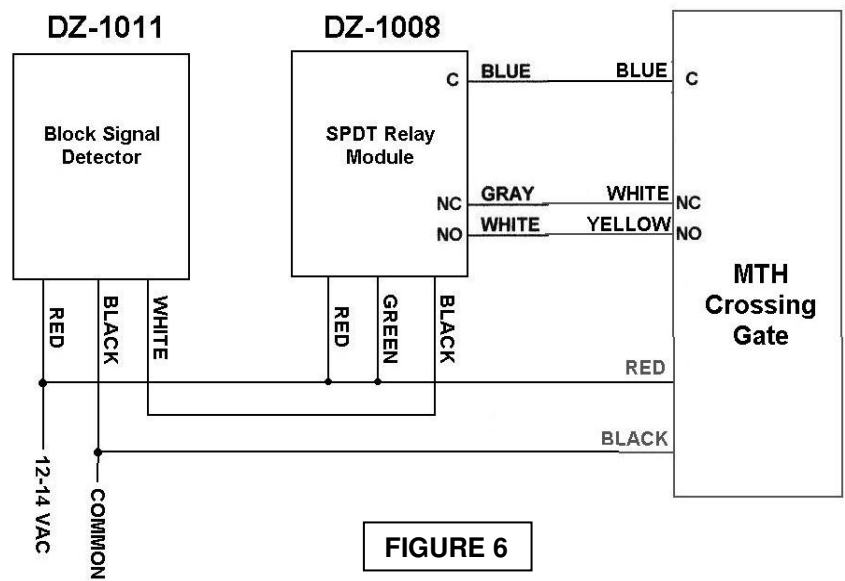 DZ-1011
DZ-1008
Block Signal
Detector
SPDT Relay
Module
C
BLUE
BLUE
C
NC
GRAY
WHITE
NC
NO
WHITE
YELLOW
NO
MTH
Crossing
Gate
RED
BLACK
WHITE
RED
GREEN
BLACK
RED
BLACK
12-14 VAC
COMMON
FIGURE 6